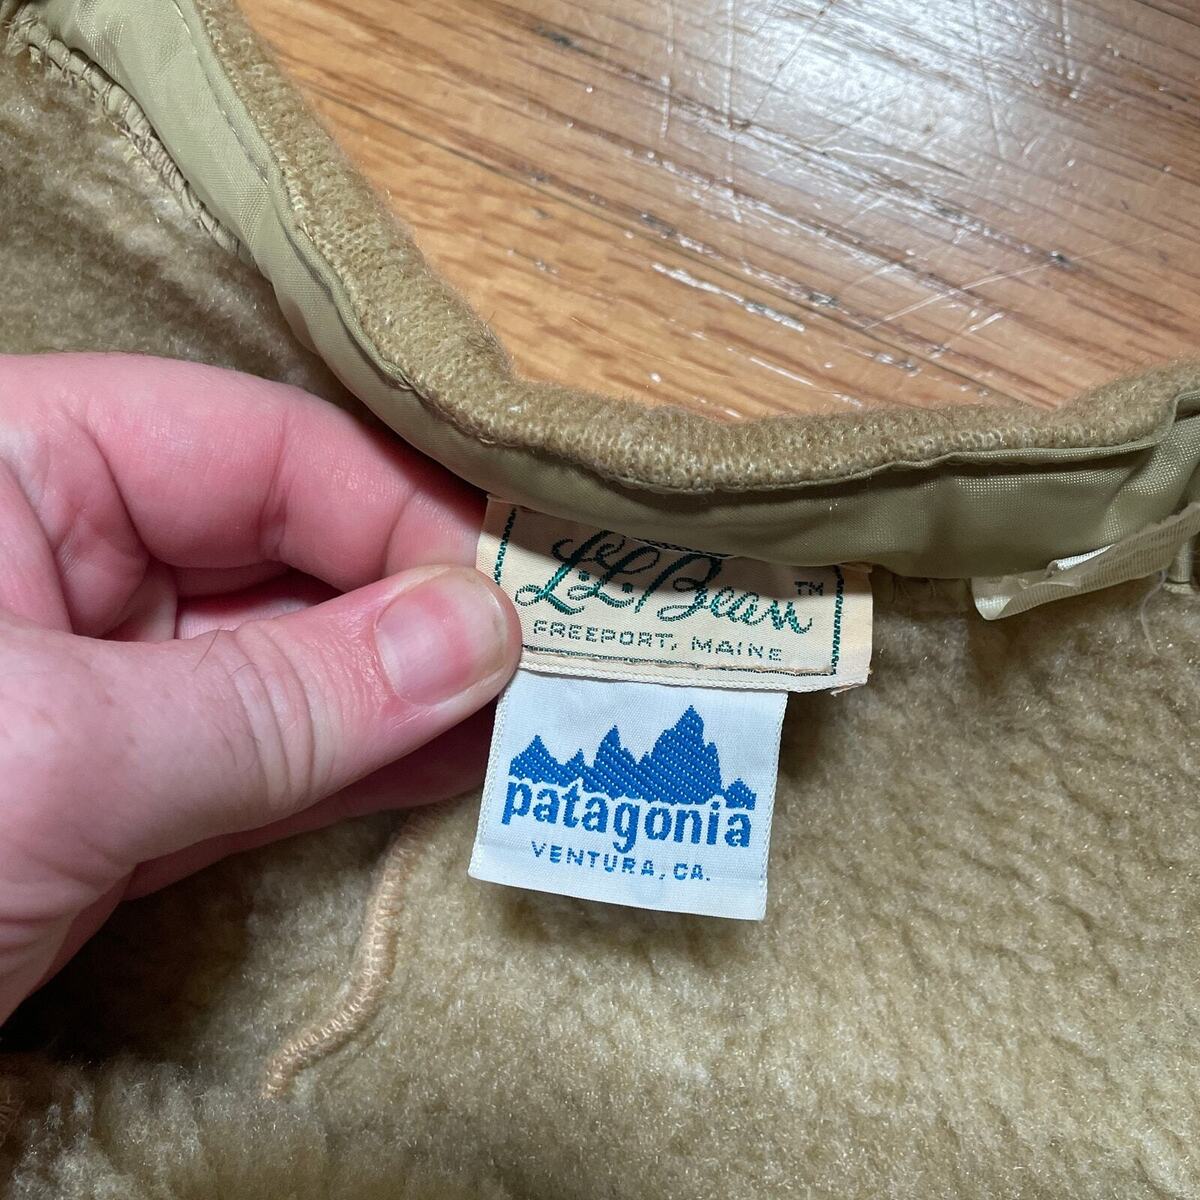 L.L.Bean™
FREEPORT, MAINE
patagonia
VENTURA, CA.